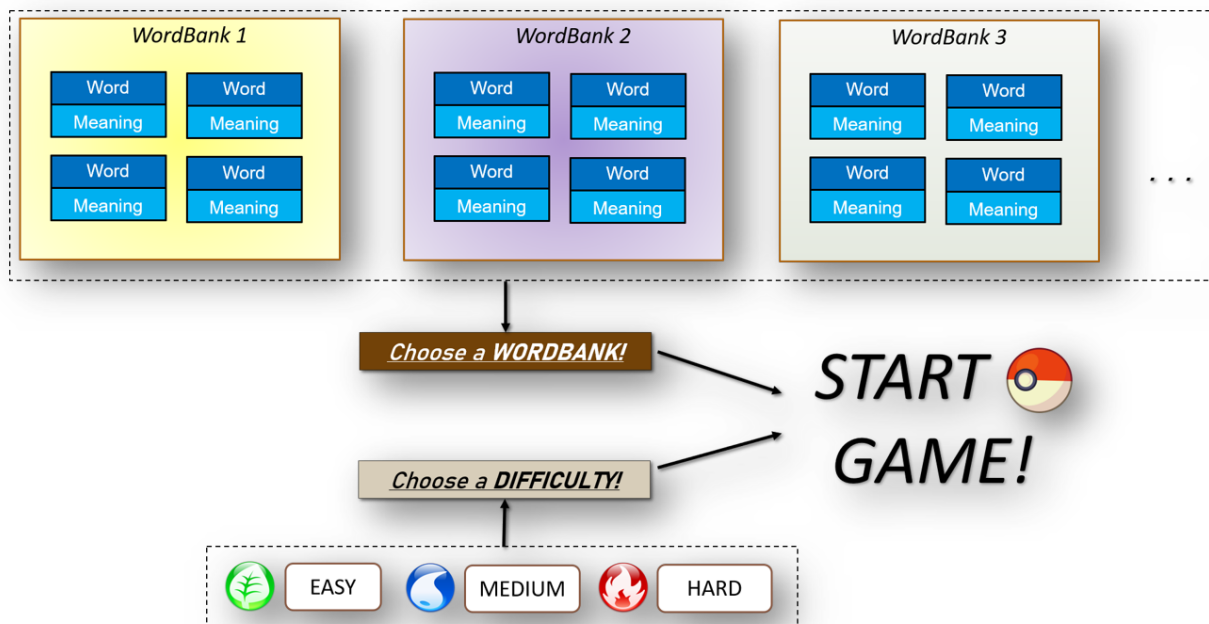 WordBank 1
Word
Word
Meaning
Meaning
Word
Word
Meaning
Meaning
WordBank 2
Word
Word
Meaning
Meaning
Word
Word
Meaning
Meaning
WordBank 3
Word
Word
Meaning
Meaning
Word
Word
Meaning
Meaning
. . .
Choose a WORDBANK!
START
GAME!
Choose a DIFFICULTY!
EASY
MEDIUM
HARD